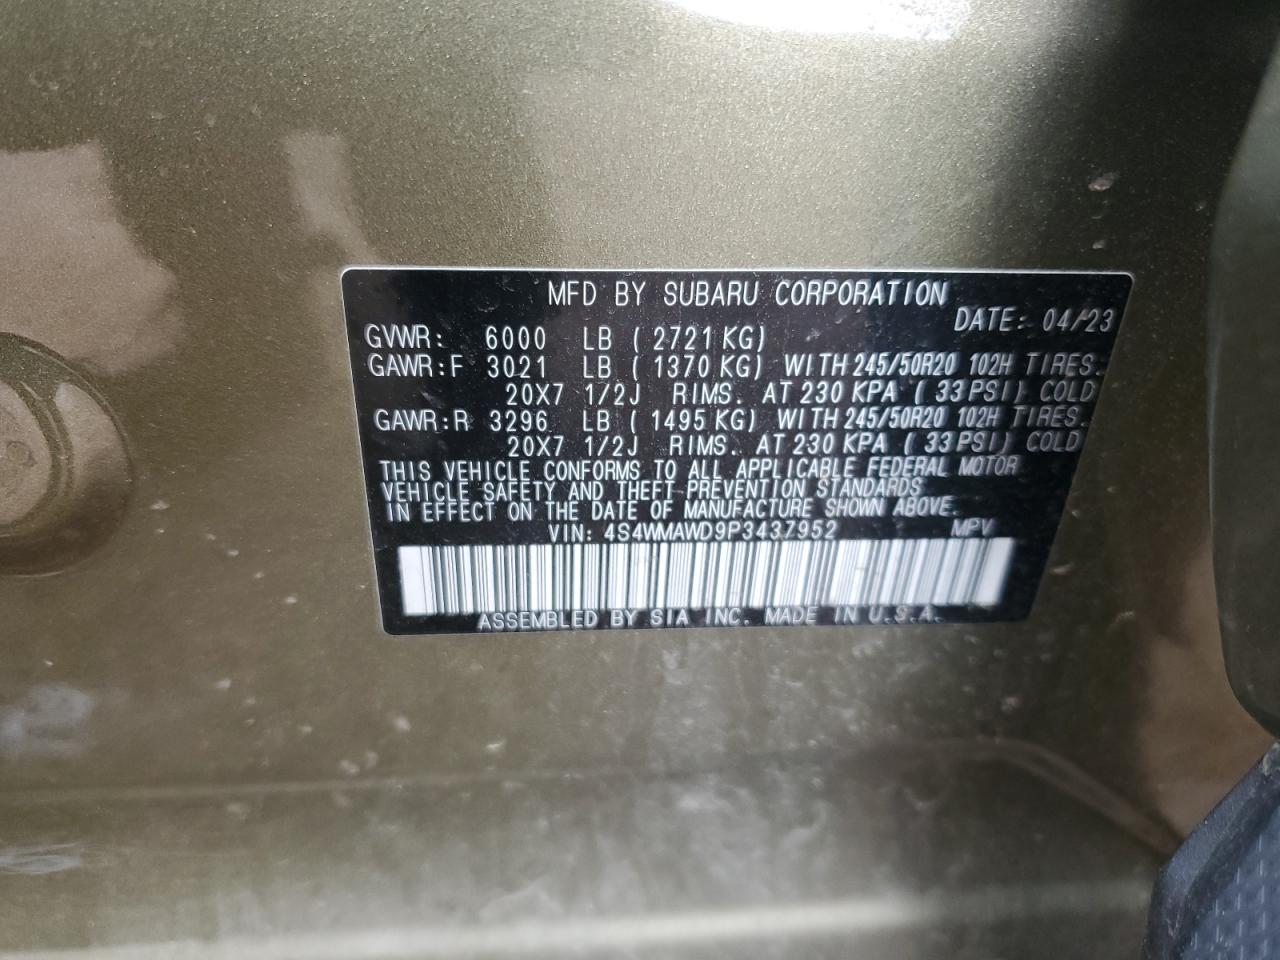 MFD BY SUBARU CORPORATION
DATE: 04/23
GVWR: 6000 LB ( 2721 KG)
GAWR:F 3021 LB ( 1370 KG) WITH 245/50R20 102H TIRES.
20X7 1/2J RIMS. AT 230 KPA ( 33 PSI) COLD
GAWR:R 3296 LB ( 1495 KG) WITH 245/50R20 102H TIRES.
20X7 1/2J RIMS. AT 230 KPA ( 33 PSI) COLD
THIS VEHICLE CONFORMS TO ALL APPLICABLE FEDERAL MOTOR
VEHICLE SAFETY AND THEFT PREVENTION STANDARDS
IN EFFECT ON THE DATE OF MANUFACTURE SHOWN ABOVE.
VIN: 4S4WMAWD9P3437952 MPV
ASSEMBLED BY SIA INC. MADE IN U.S.A.